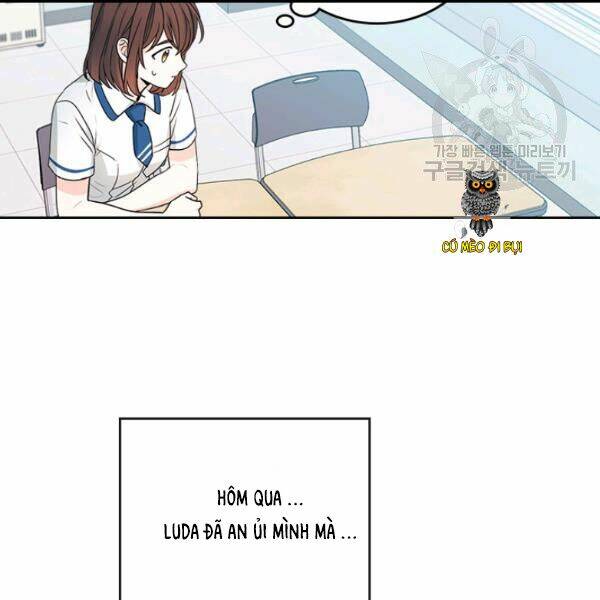 가장 빠른 웹툰 미리보기
구글검색 뉴토끼
CÚ MÈO ĐI BỤI
HÔM QUA ...
LUDA ĐÃ AN ỦI MÌNH MÀ ...